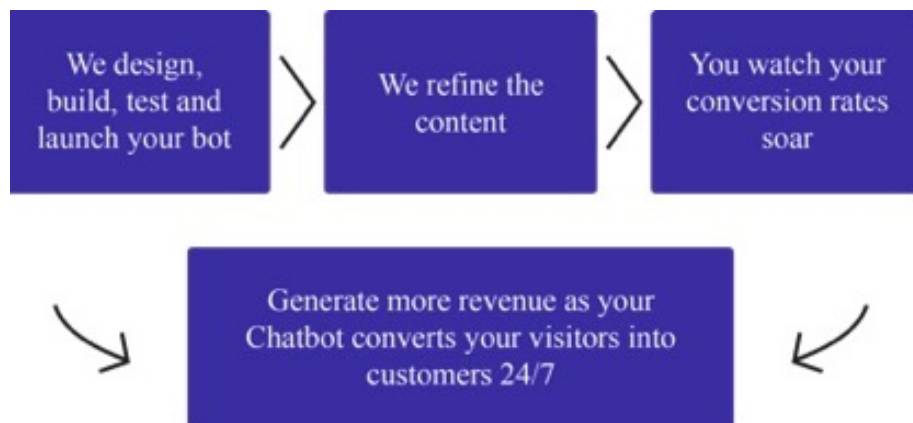 We design,
build, test and
launch your bot
We refine the
content
You watch your
conversion rates
soar
Generate more revenue as your
Chatbot converts your visitors into
customers 24/7